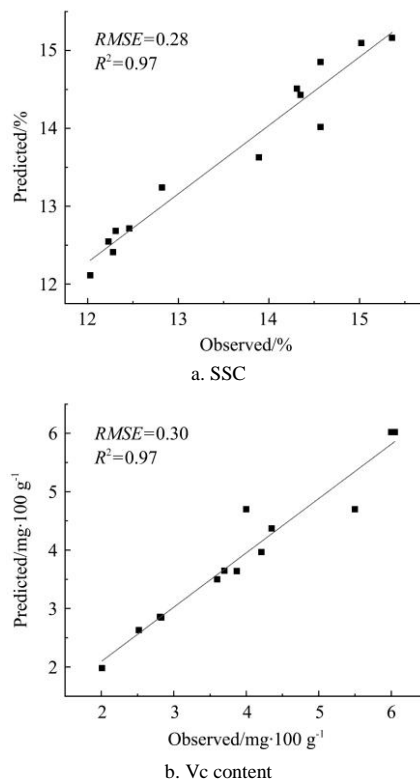 RMSE=0.28
R²=0.97
15
14
13
12
Predicted/%
12 13 14 15
Observed/%
a. SSC
RMSE=0.30
R²=0.97
6
5
4
3
2
Predicted/mg·100 g⁻¹
2 3 4 5 6
Observed/mg·100 g⁻¹
b. Vc content